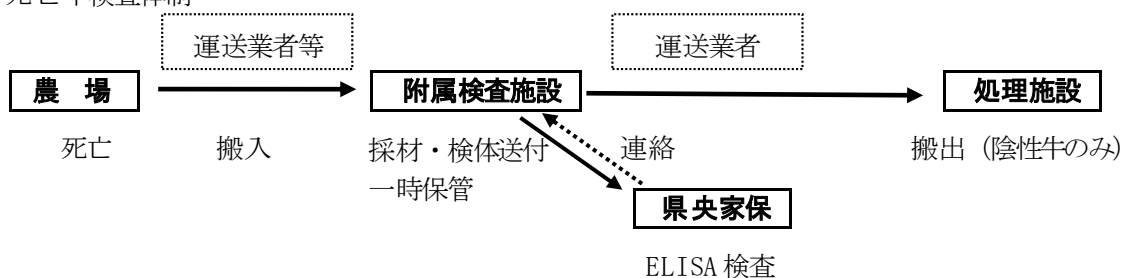 死亡牛検査体制
運送業者等
運送業者
農　場
附属検査施設
処理施設
死亡
搬入
採材・検体送付
一時保管
連絡
搬出（陰性牛のみ）
県央家保
ELISA 検査